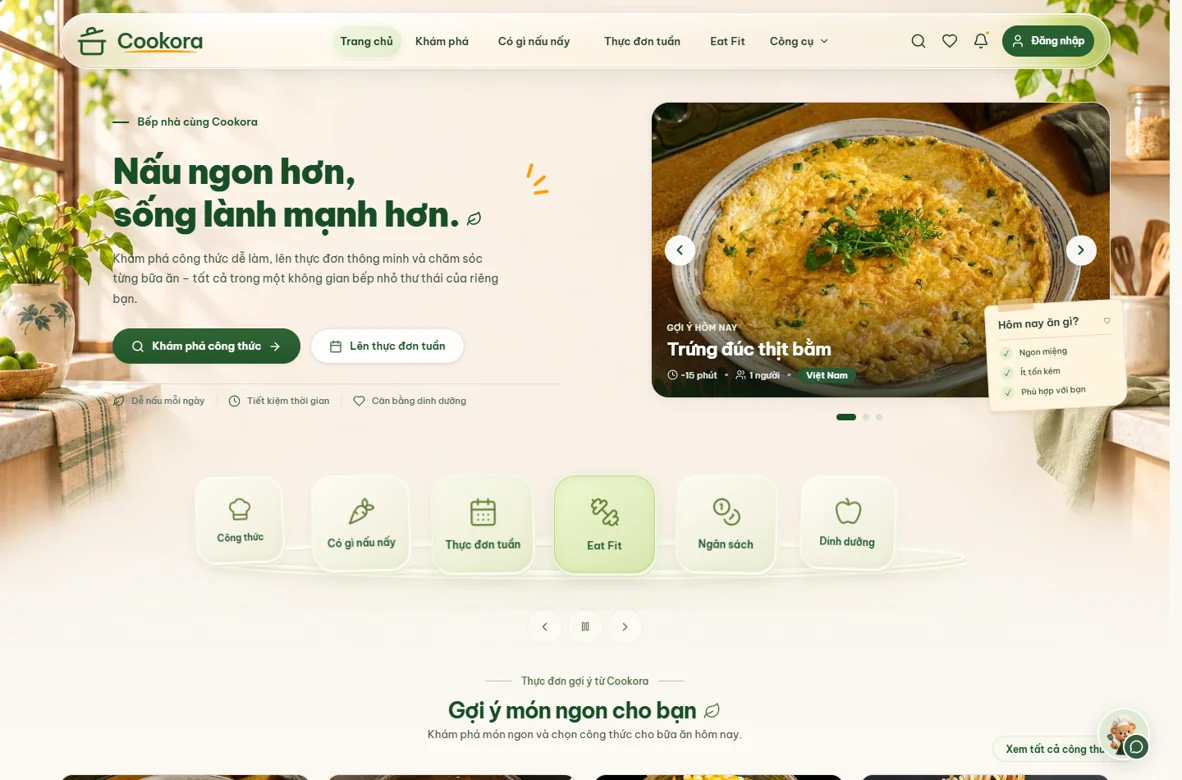 Cookora
Trang chủ
Khám phá
Có gì nấu nấy
Thực đơn tuần
Eat Fit
Công cụ
Đăng nhập
Bếp nhà cùng Cookora
Nấu ngon hơn,
sống lành mạnh hơn.
Khám phá công thức dễ làm, lên thực đơn thông minh và chăm sóc
từng bữa ăn – tất cả trong một không gian bếp nhỏ thư thái của riêng
bạn.
Khám phá công thức
Lên thực đơn tuần
Dễ nấu mỗi ngày
Tiết kiệm thời gian
Cân bằng dinh dưỡng
GỢI Ý HÔM NAY
Trứng đúc thịt bằm
~15 phút
1 người
Việt Nam
Hôm nay ăn gì?
Ngon miệng
Ít tốn kém
Phù hợp với bạn
Công thức
Có gì nấu nấy
Thực đơn tuần
Eat Fit
Ngân sách
Dinh dưỡng
Thực đơn gợi ý từ Cookora
Gợi ý món ngon cho bạn
Khám phá món ngon và chọn công thức cho bữa ăn hôm nay.
Xem tất cả công thứ